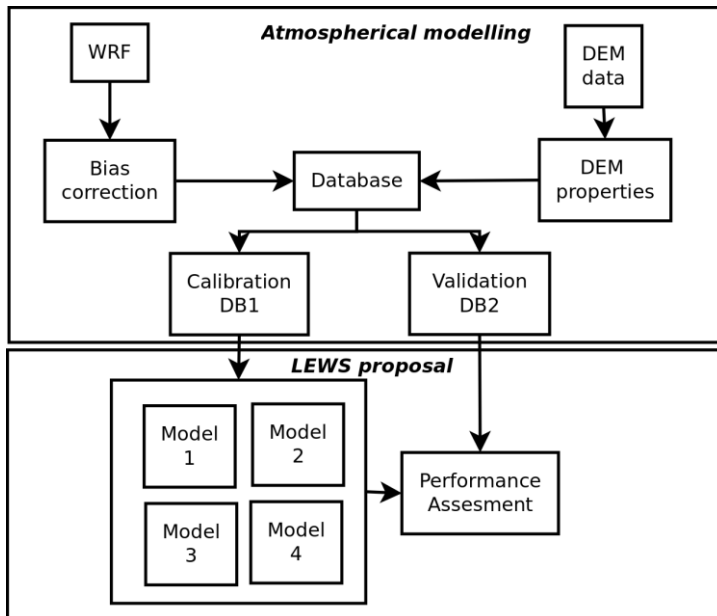 Atmospherical modelling
WRF
DEM
data
Bias
correction
Database
DEM
properties
Calibration
DB1
Validation
DB2
LEWS proposal
Model
1
Model
2
Model
3
Model
4
Performance
Assesment